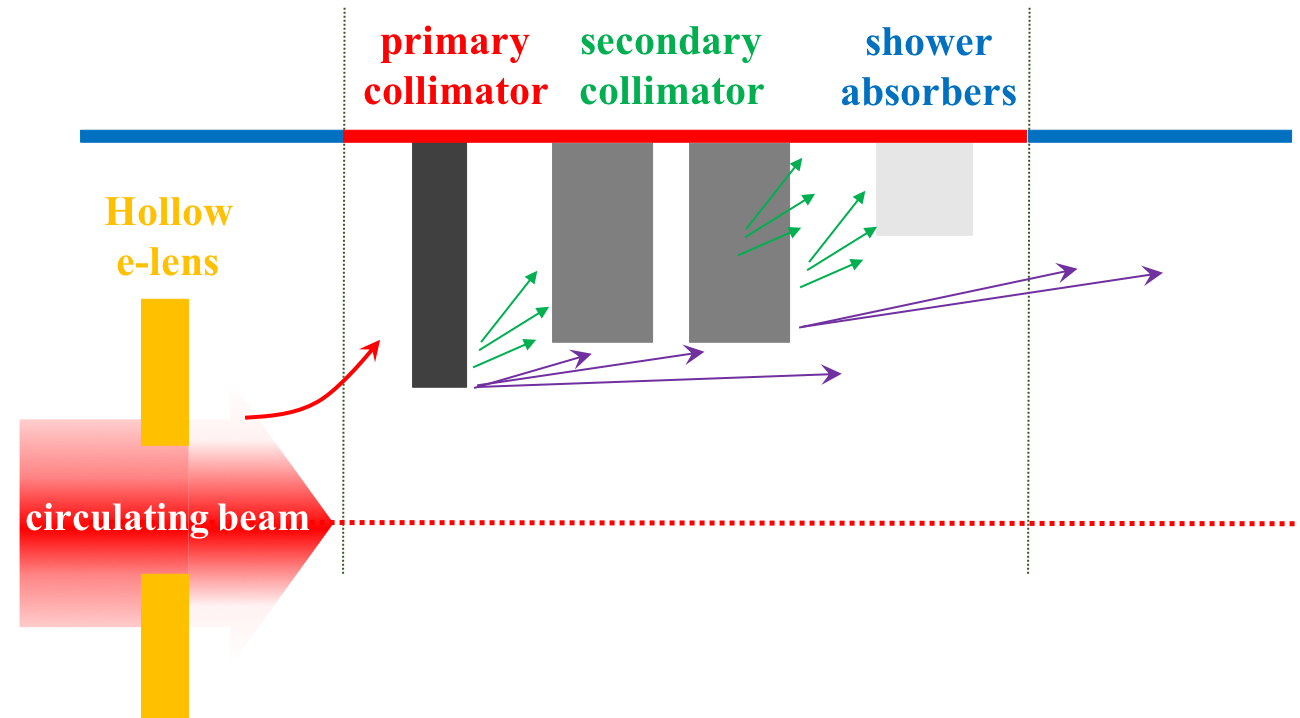 primary
collimator
secondary
collimator
shower
absorbers
Hollow
e-lens
circulating beam